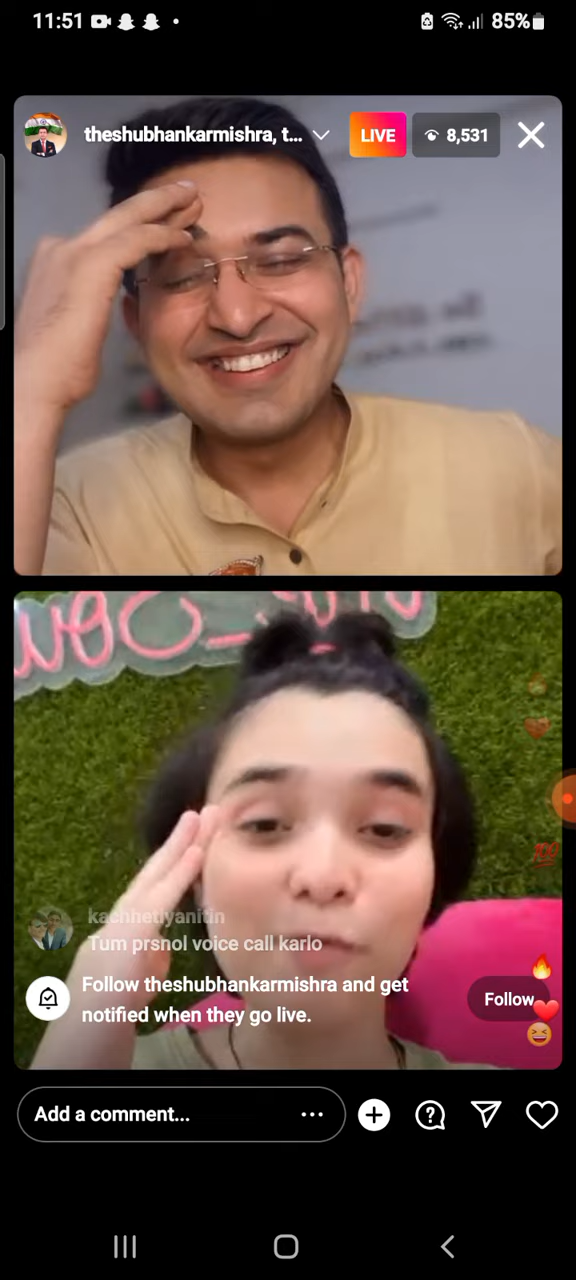 11:51
85%
theshubhankarmishra, t...
LIVE
8,531
kachhetiyanitin
Tum prsnol voice call karlo
Follow theshubhankarmishra and get
notified when they go live.
Follow
100
Add a comment...